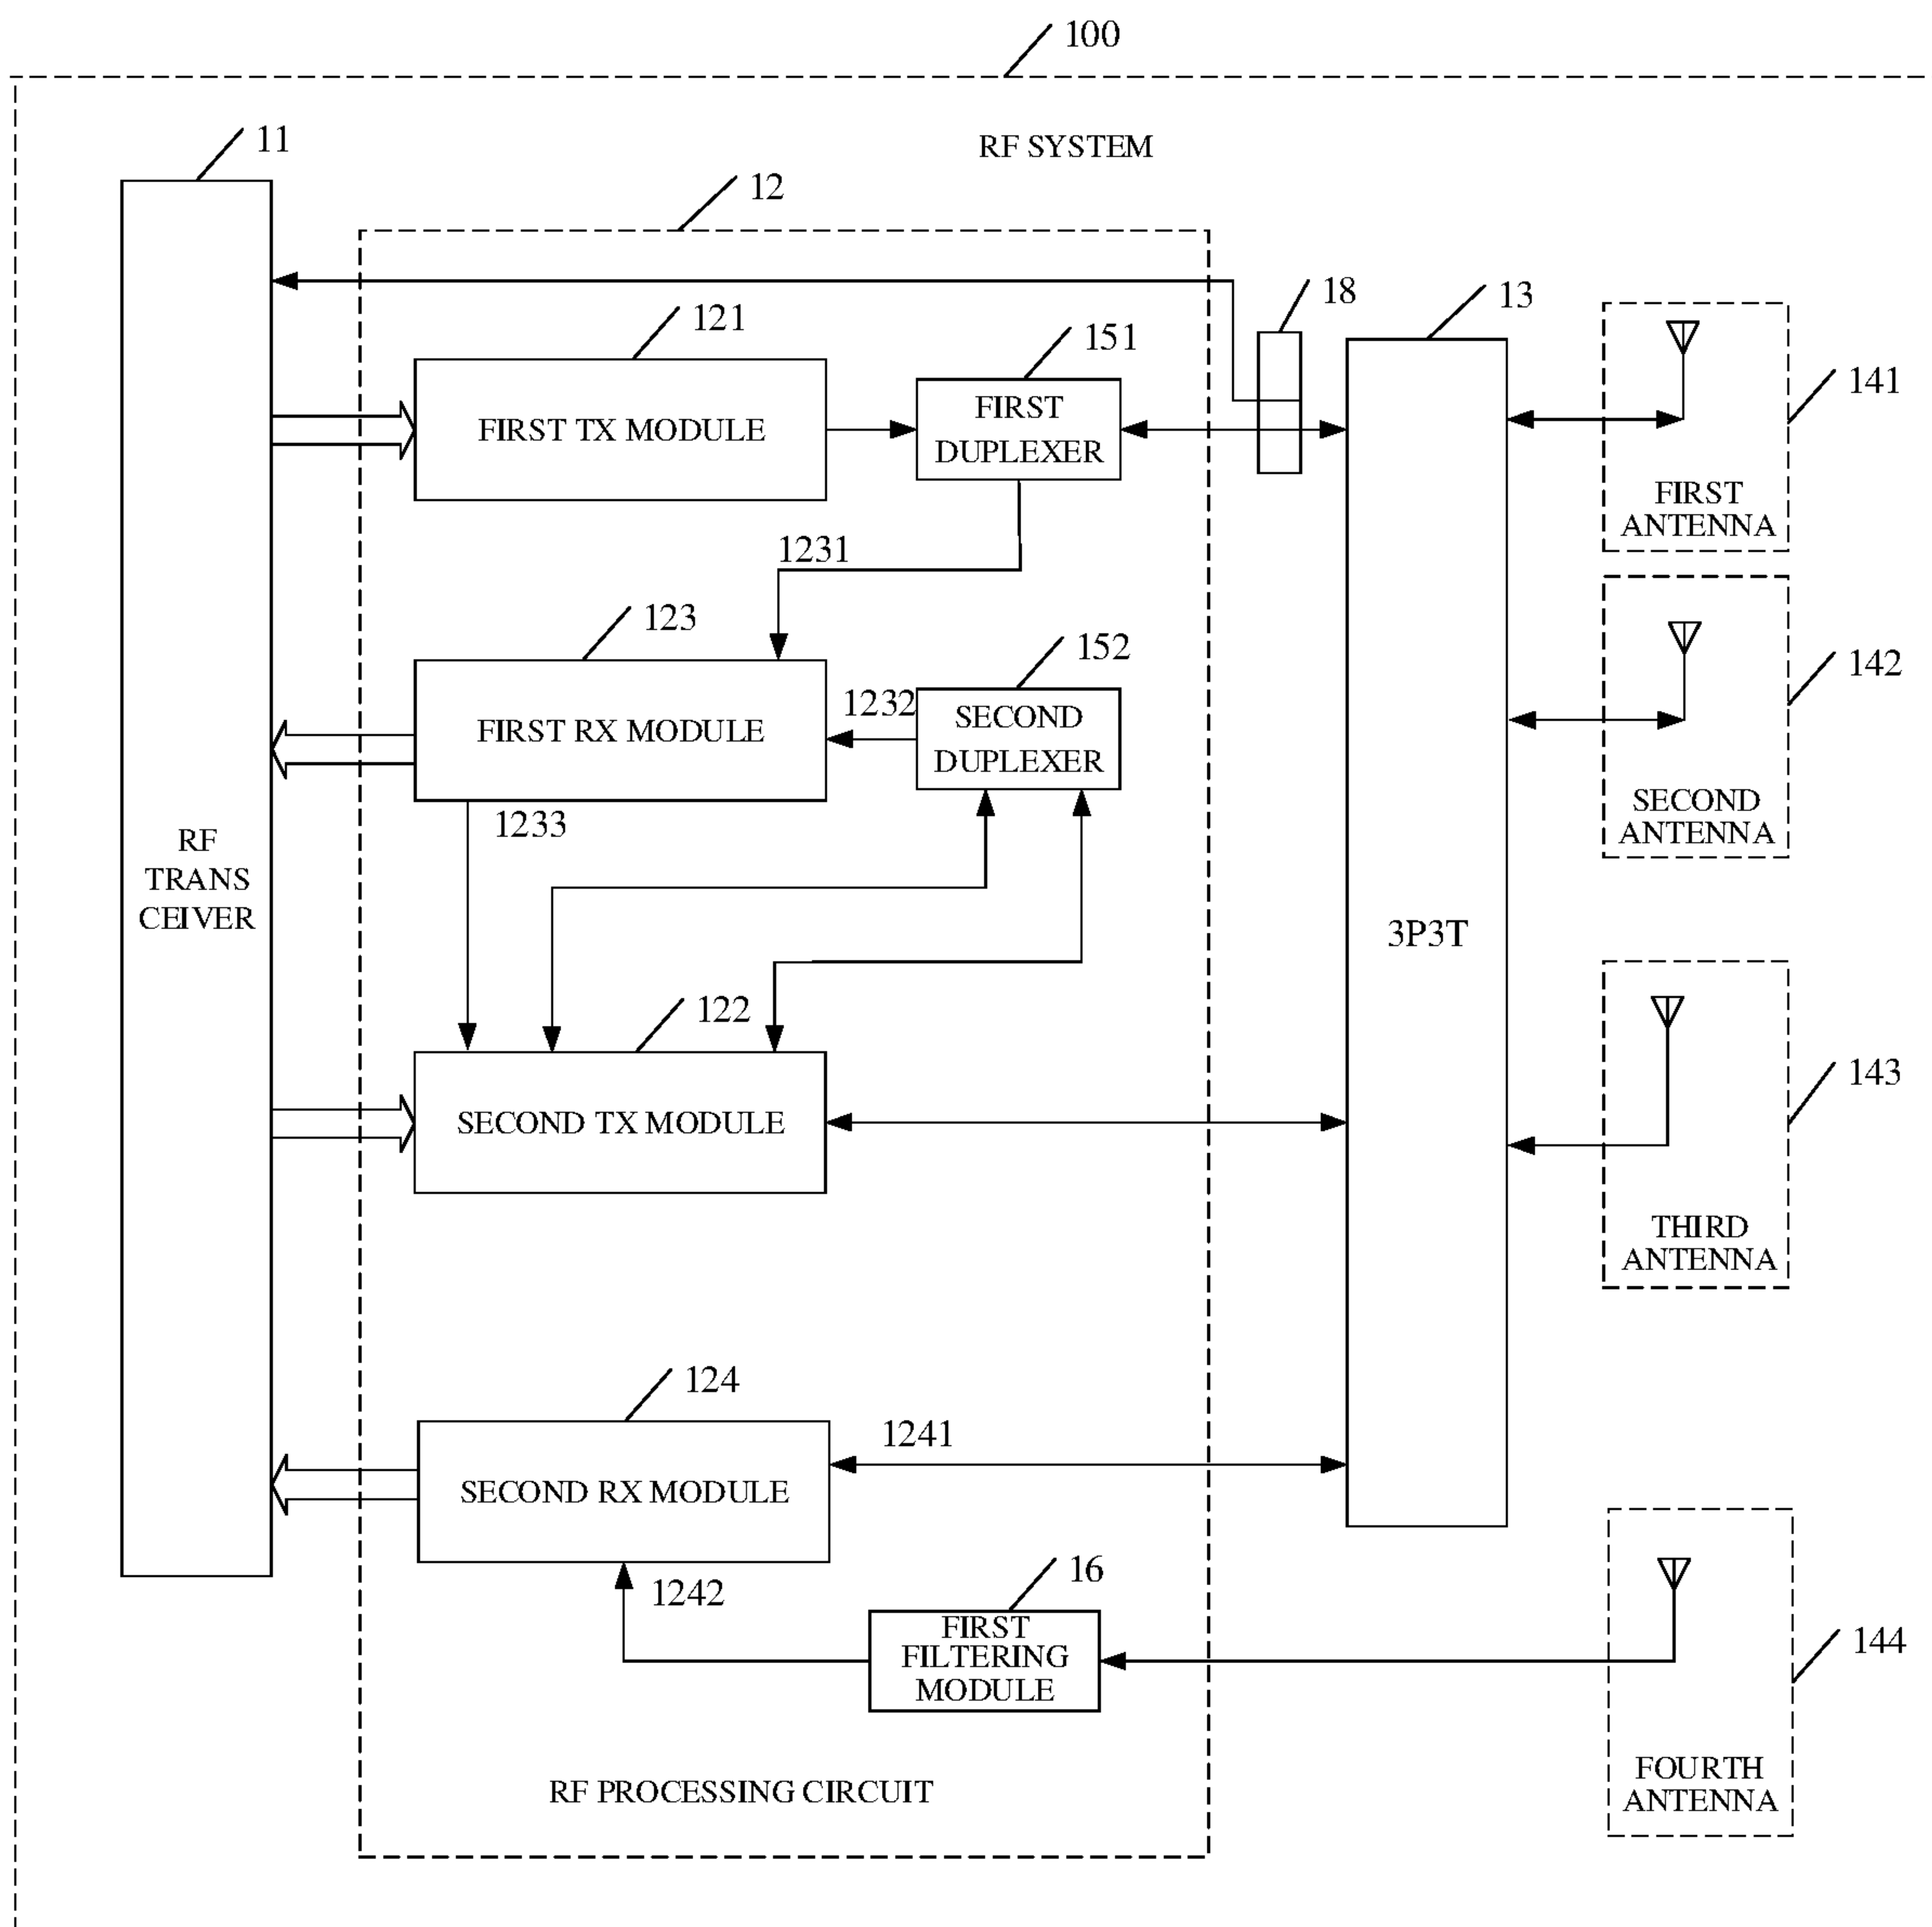 100
RF SYSTEM
11
12
18
13
121
151
141
FIRST TX MODULE
FIRST
DUPLEXER
FIRST
ANTENNA
1231
123
152
142
1232
FIRST RX MODULE
SECOND
DUPLEXER
1233
SECOND
ANTENNA
RF
TRANS
CEIVER
3P3T
122
143
SECOND TX MODULE
THIRD
ANTENNA
124
1241
SECOND RX MODULE
1242
16
FIRST
FILTERING
MODULE
144
RF PROCESSING CIRCUIT
FOURTH
ANTENNA